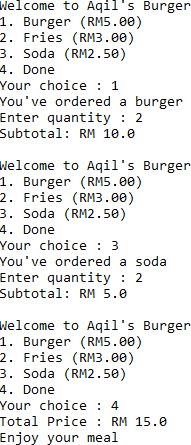 Welcome to Aqil's Burger
1. Burger (RM5.00)
2. Fries (RM3.00)
3. Soda (RM2.50)
4. Done
Your choice : 1
You've ordered a burger
Enter quantity : 2
Subtotal: RM 10.0

Welcome to Aqil's Burger
1. Burger (RM5.00)
2. Fries (RM3.00)
3. Soda (RM2.50)
4. Done
Your choice : 3
You've ordered a soda
Enter quantity : 2
Subtotal: RM 5.0

Welcome to Aqil's Burger
1. Burger (RM5.00)
2. Fries (RM3.00)
3. Soda (RM2.50)
4. Done
Your choice : 4
Total Price : RM 15.0
Enjoy your meal